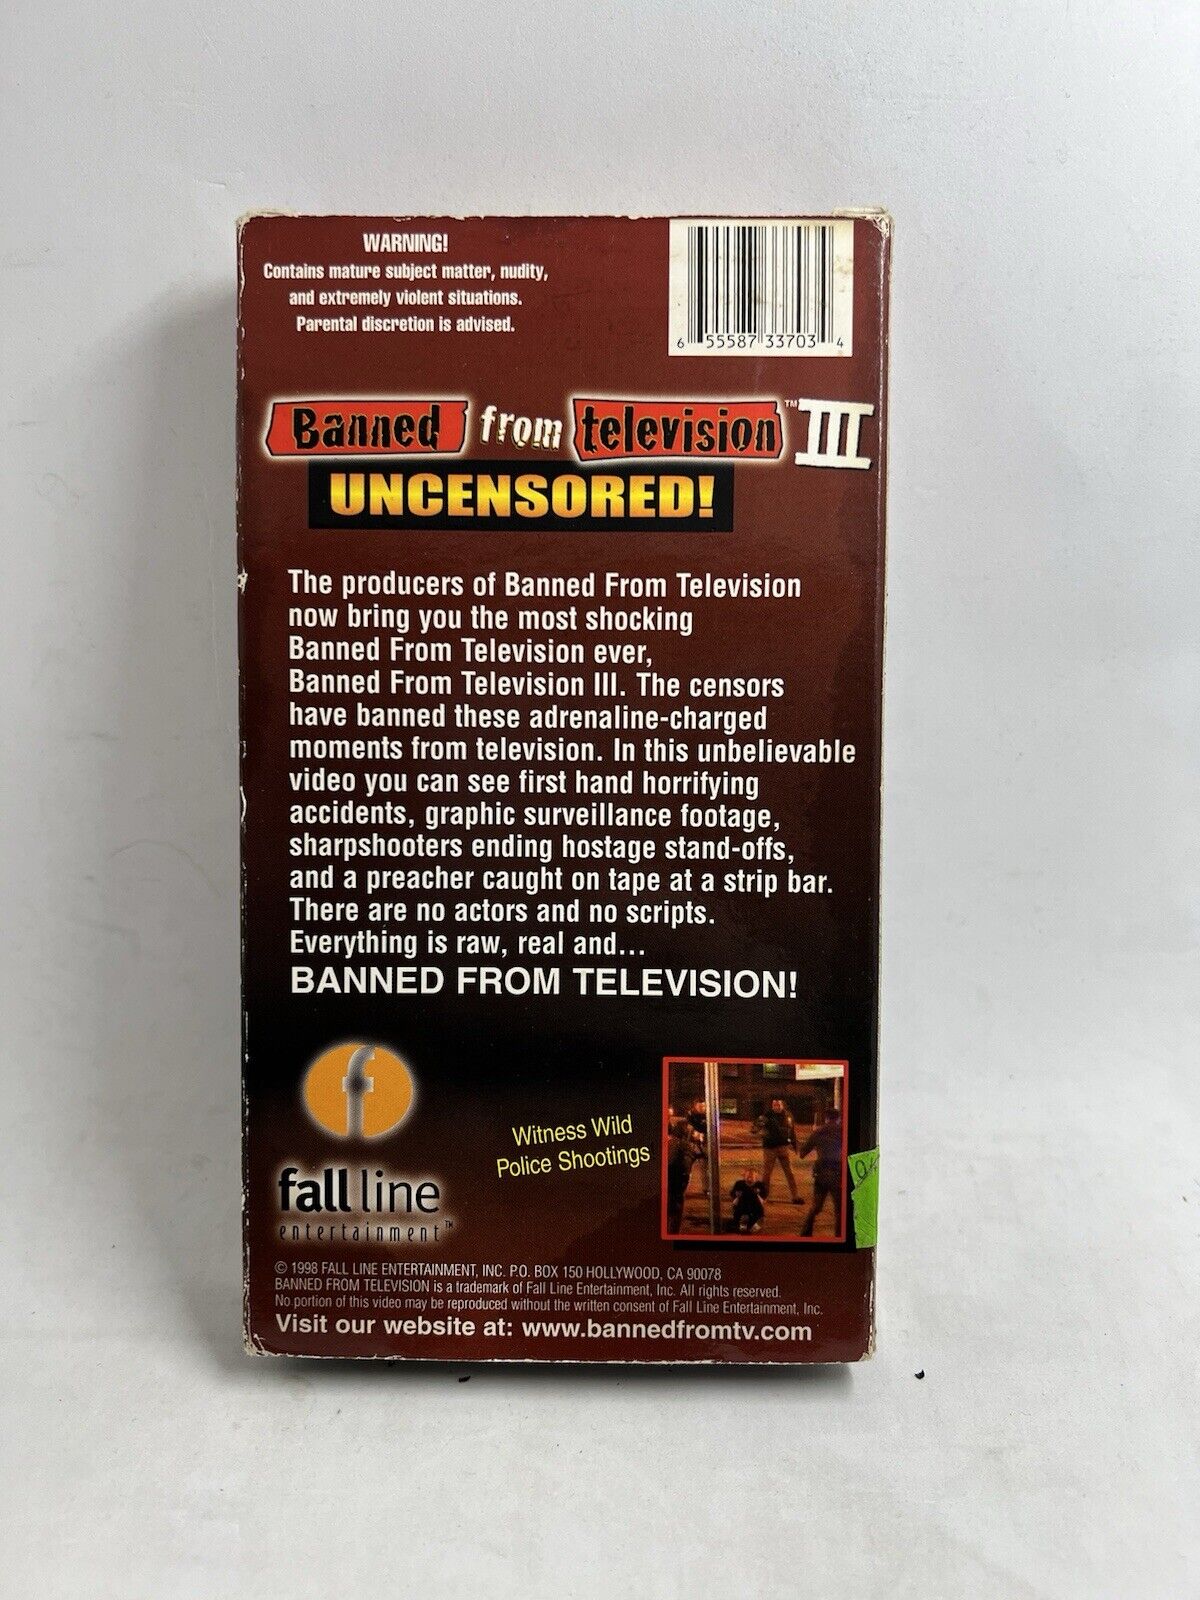 WARNING!
Contains mature subject matter, nudity,
and extremely violent situations.
Parental discretion is advised.
6 55587 33703 4
Banned from television™ III
UNCENSORED!
The producers of Banned From Television
now bring you the most shocking
Banned From Television ever,
Banned From Television III. The censors
have banned these adrenaline-charged
moments from television. In this unbelievable
video you can see first hand horrifying
accidents, graphic surveillance footage,
sharpshooters ending hostage stand-offs,
and a preacher caught on tape at a strip bar.
There are no actors and no scripts.
Everything is raw, real and...
BANNED FROM TELEVISION!
f
Witness Wild
Police Shootings
fall line
entertainment™
© 1998 FALL LINE ENTERTAINMENT, INC. P.O. BOX 150 HOLLYWOOD, CA 90078
BANNED FROM TELEVISION is a trademark of Fall Line Entertainment, Inc. All rights reserved.
No portion of this video may be reproduced without the written consent of Fall Line Entertainment, Inc.
Visit our website at: www.bannedfromtv.com